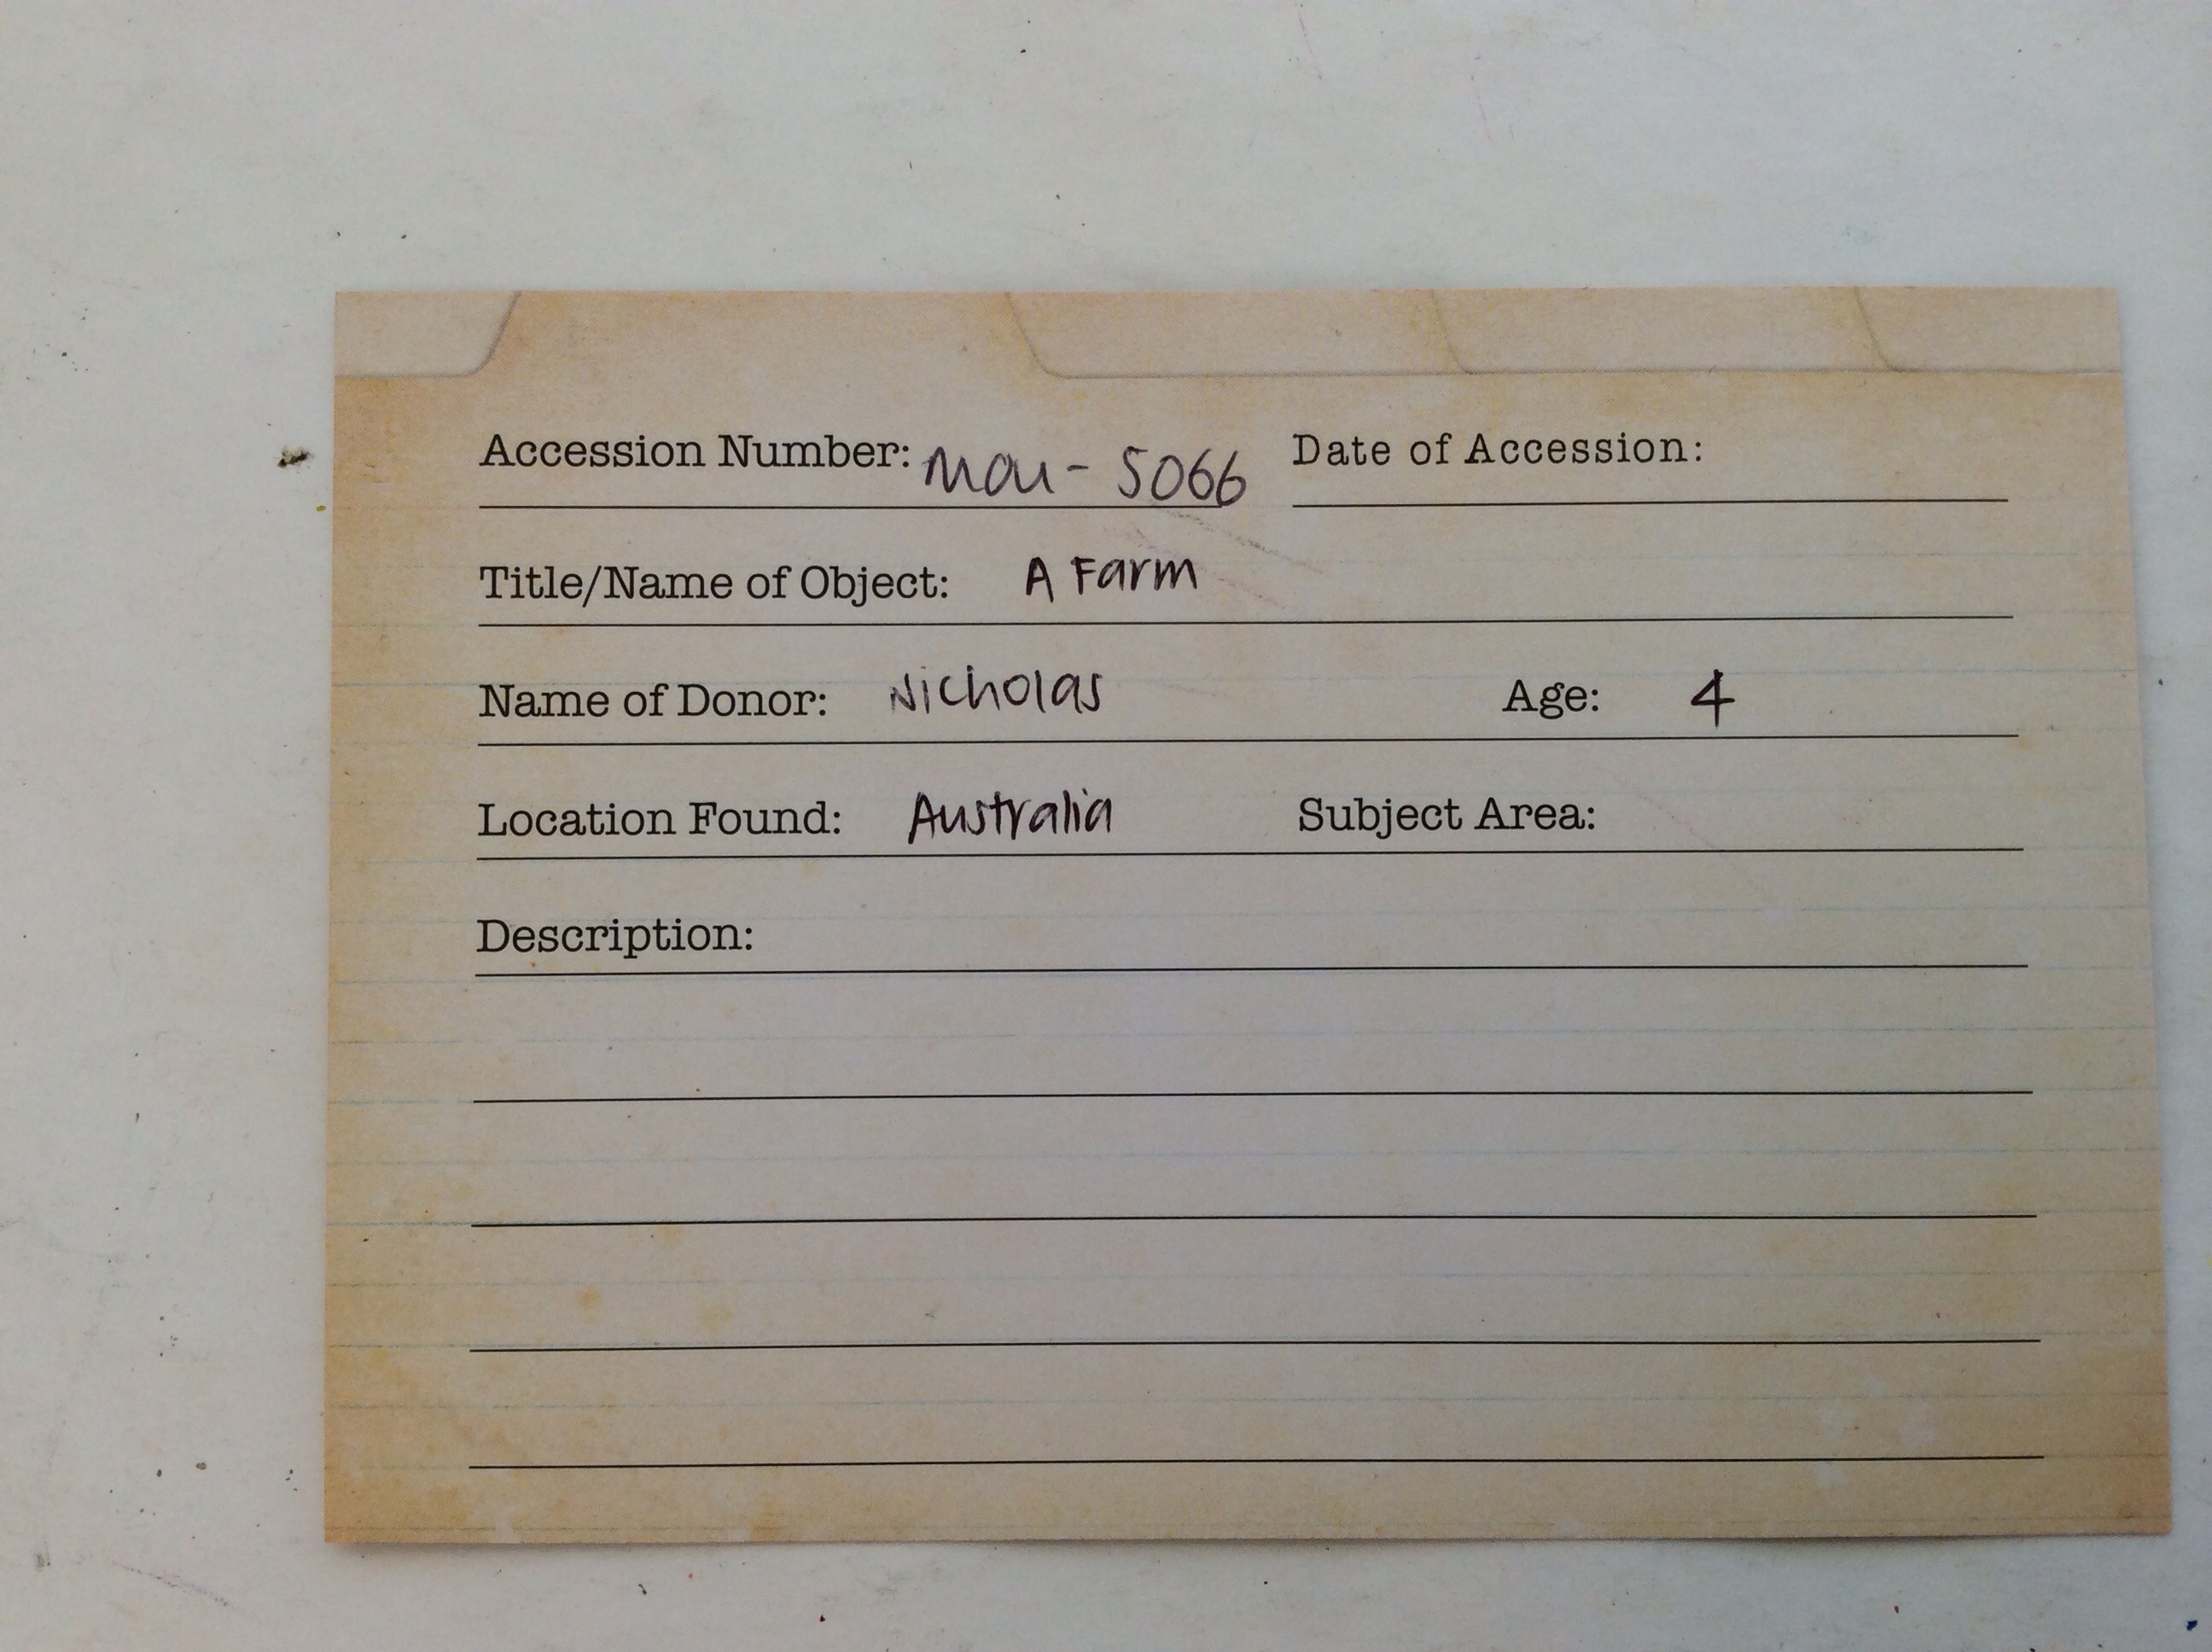 Accession Number: MOU- 5066 Date of Accession:
Title/Name of Object: A Farm
Name of Donor: Nicholas Age: 4
Location Found: Australia Subject Area:
Description: